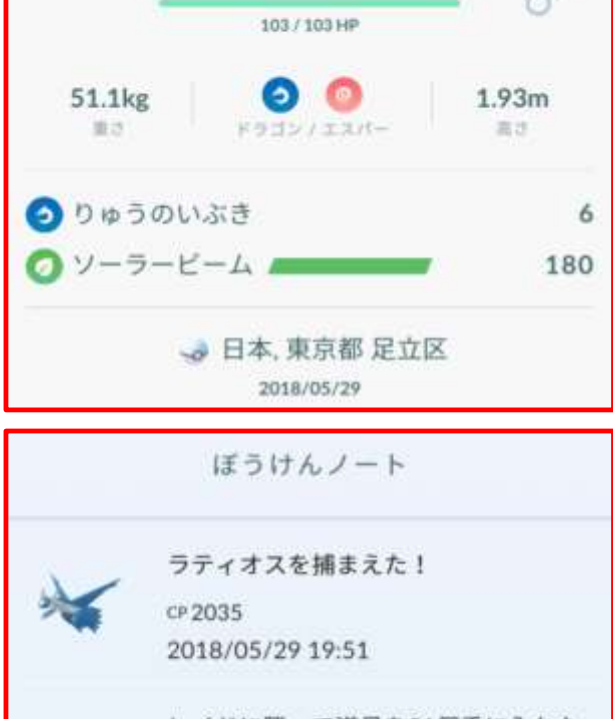 103 / 103 HP
51.1kg
1.93m
重さ
ドラゴン / エスパー
高さ
りゅうのいぶき 6
ソーラービーム 180
日本, 東京都 足立区
2018/05/29
ぼうけんノート
ラティオスを捕まえた！
CP 2035
2018/05/29 19:51